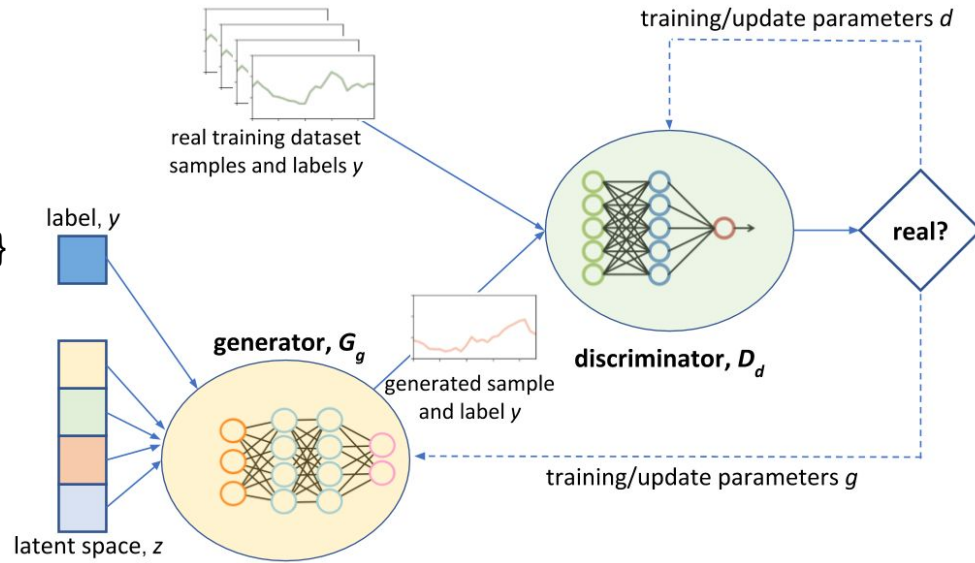 training/update parameters d
real training dataset
samples and labels y
label, y
}
real?
generator, Gg
discriminator, Dd
generated sample
and label y
training/update parameters g
latent space, z